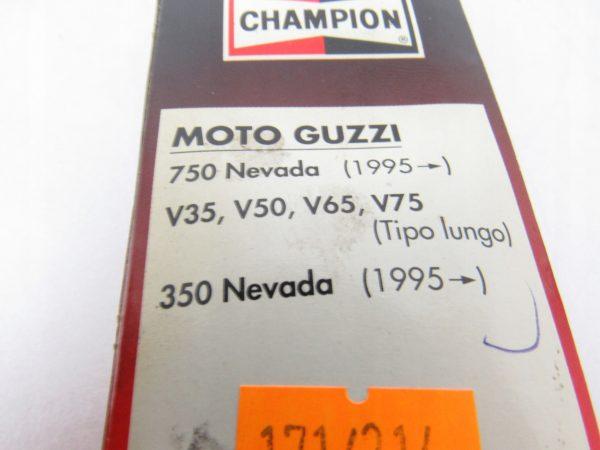 CHAMPION
®
MOTO GUZZI
750 Nevada (1995→)
V35, V50, V65, V75
(Tipo lungo)
350 Nevada (1995→)